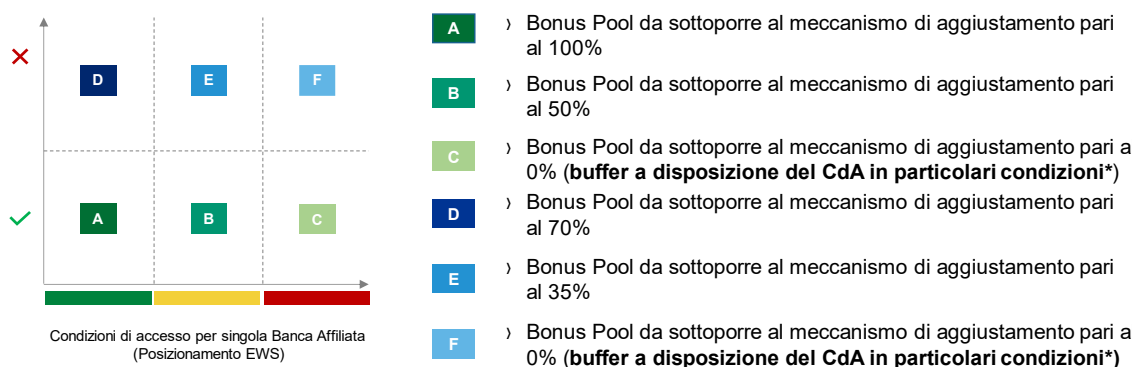 D
E
F
A
B
C
Condizioni di accesso per singola Banca Affiliata
(Posizionamento EWS)
A
› Bonus Pool da sottoporre al meccanismo di aggiustamento pari
al 100%
B
› Bonus Pool da sottoporre al meccanismo di aggiustamento pari
al 50%
C
› Bonus Pool da sottoporre al meccanismo di aggiustamento pari a
0% (buffer a disposizione del CdA in particolari condizioni*)
D
› Bonus Pool da sottoporre al meccanismo di aggiustamento pari
al 70%
E
› Bonus Pool da sottoporre al meccanismo di aggiustamento pari
al 35%
F
› Bonus Pool da sottoporre al meccanismo di aggiustamento pari a
0% (buffer a disposizione del CdA in particolari condizioni*)